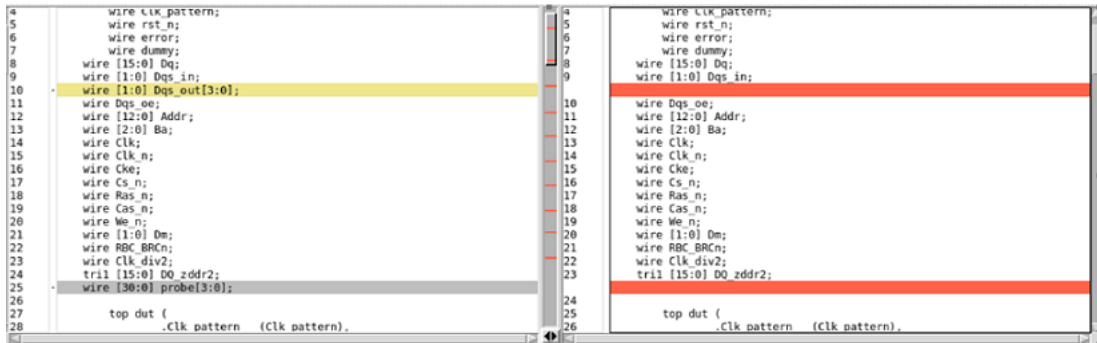 4 wire Clk_pattern;
5 wire rst_n;
6 wire error;
7 wire dummy;
8 wire [15:0] Dq;
9 wire [1:0] Dqs_in;
10 - wire [1:0] Dqs_out[3:0];
11 wire Dqs_oe;
12 wire [12:0] Addr;
13 wire [2:0] Ba;
14 wire Clk;
15 wire Clk_n;
16 wire Cke;
17 wire Cs_n;
18 wire Ras_n;
19 wire Cas_n;
20 wire We_n;
21 wire [1:0] Dm;
22 wire RBC_BRCn;
23 wire Clk_div2;
24 tri1 [15:0] DQ_zddr2;
25 - wire [30:0] probe[3:0];
26
27 top dut (
28 .Clk_pattern (Clk_pattern),
4 wire Clk_pattern;
5 wire rst_n;
6 wire error;
7 wire dummy;
8 wire [15:0] Dq;
9 wire [1:0] Dqs_in;
10 wire Dqs_oe;
11 wire [12:0] Addr;
12 wire [2:0] Ba;
13 wire Clk;
14 wire Clk_n;
15 wire Cke;
16 wire Cs_n;
17 wire Ras_n;
18 wire Cas_n;
19 wire We_n;
20 wire [1:0] Dm;
21 wire RBC_BRCn;
22 wire Clk_div2;
23 tri1 [15:0] DQ_zddr2;
24
25 top dut (
26 .Clk_pattern (Clk_pattern),